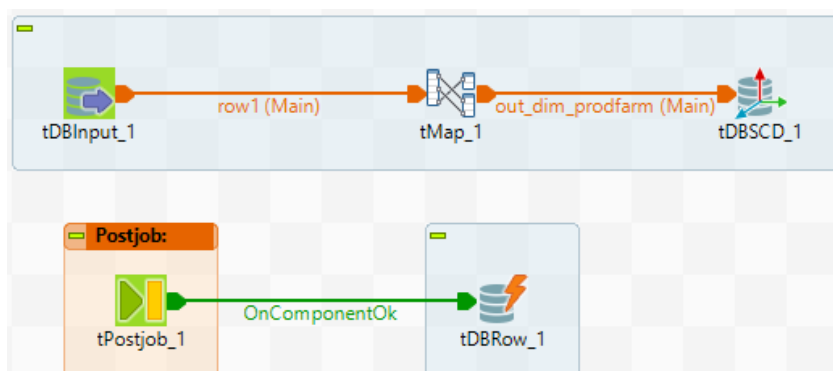 row1 (Main)
out_dim_prodfarm (Main)
tDBInput_1
tMap_1
tDBSCD_1
Postjob:
OnComponentOk
tPostjob_1
tDBRow_1